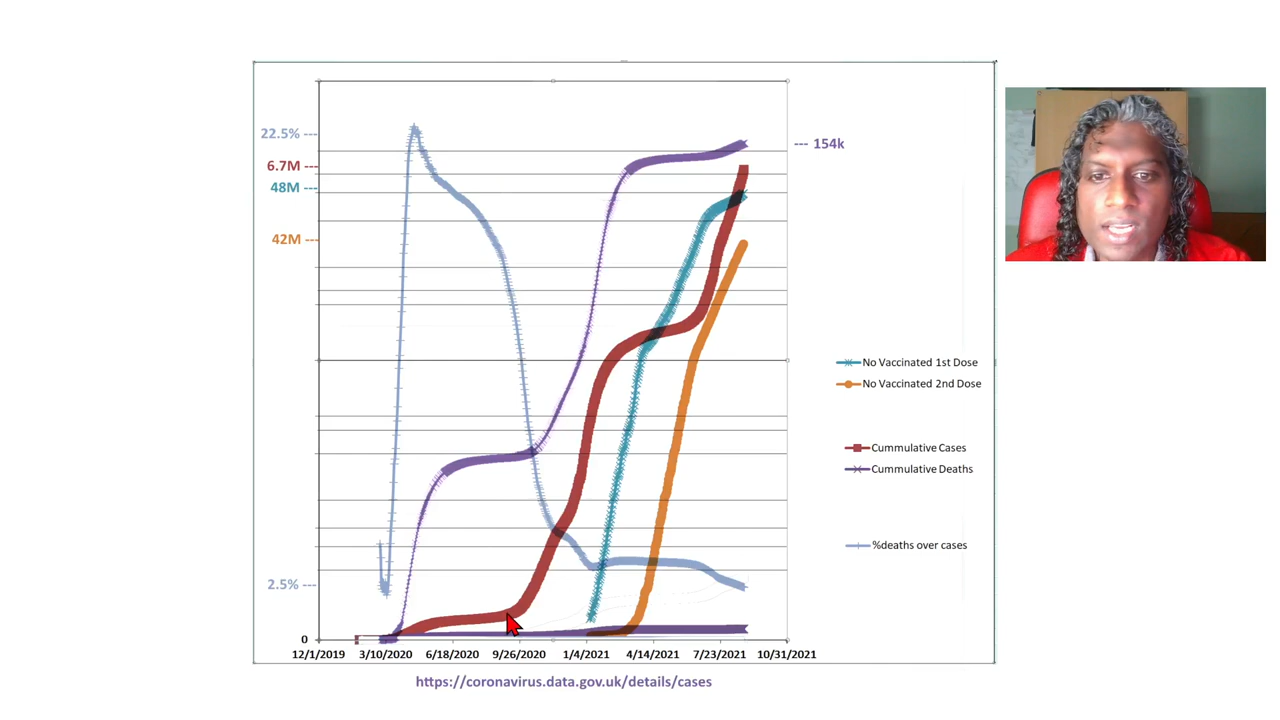 22.5% ---
6.7M ---
48M ---
42M ---
2.5% ---
0
--- 154k
No Vaccinated 1st Dose
No Vaccinated 2nd Dose
Cummulative Cases
Cummulative Deaths
%deaths over cases
12/1/2019 3/10/2020 6/18/2020 9/26/2020 1/4/2021 4/14/2021 7/23/2021 10/31/2021
https://coronavirus.data.gov.uk/details/cases